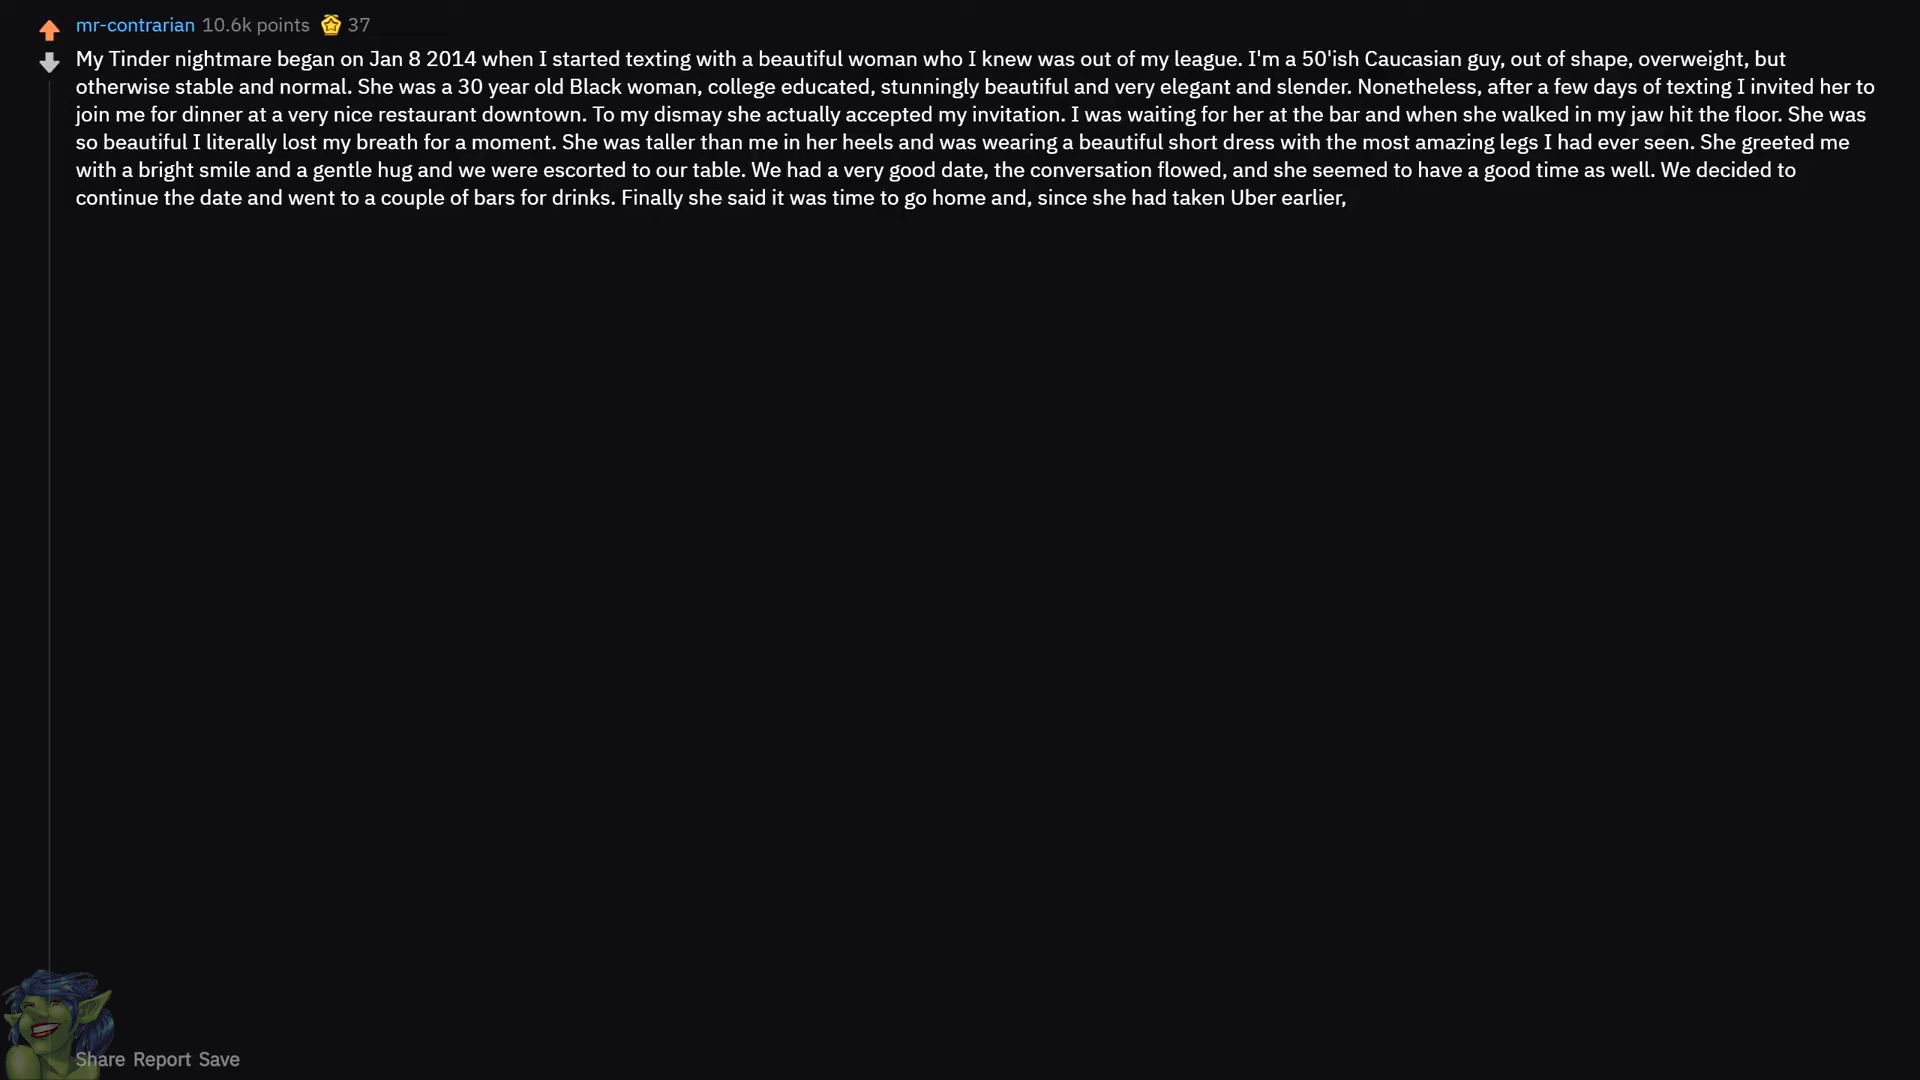 mr-contrarian 10.6k points 37
My Tinder nightmare began on Jan 8 2014 when I started texting with a beautiful woman who I knew was out of my league. I'm a 50'ish Caucasian guy, out of shape, overweight, but
otherwise stable and normal. She was a 30 year old Black woman, college educated, stunningly beautiful and very elegant and slender. Nonetheless, after a few days of texting I invited her to
join me for dinner at a very nice restaurant downtown. To my dismay she actually accepted my invitation. I was waiting for her at the bar and when she walked in my jaw hit the floor. She was
so beautiful I literally lost my breath for a moment. She was taller than me in her heels and was wearing a beautiful short dress with the most amazing legs I had ever seen. She greeted me
with a bright smile and a gentle hug and we were escorted to our table. We had a very good date, the conversation flowed, and she seemed to have a good time as well. We decided to
continue the date and went to a couple of bars for drinks. Finally she said it was time to go home and, since she had taken Uber earlier,
Share Report Save